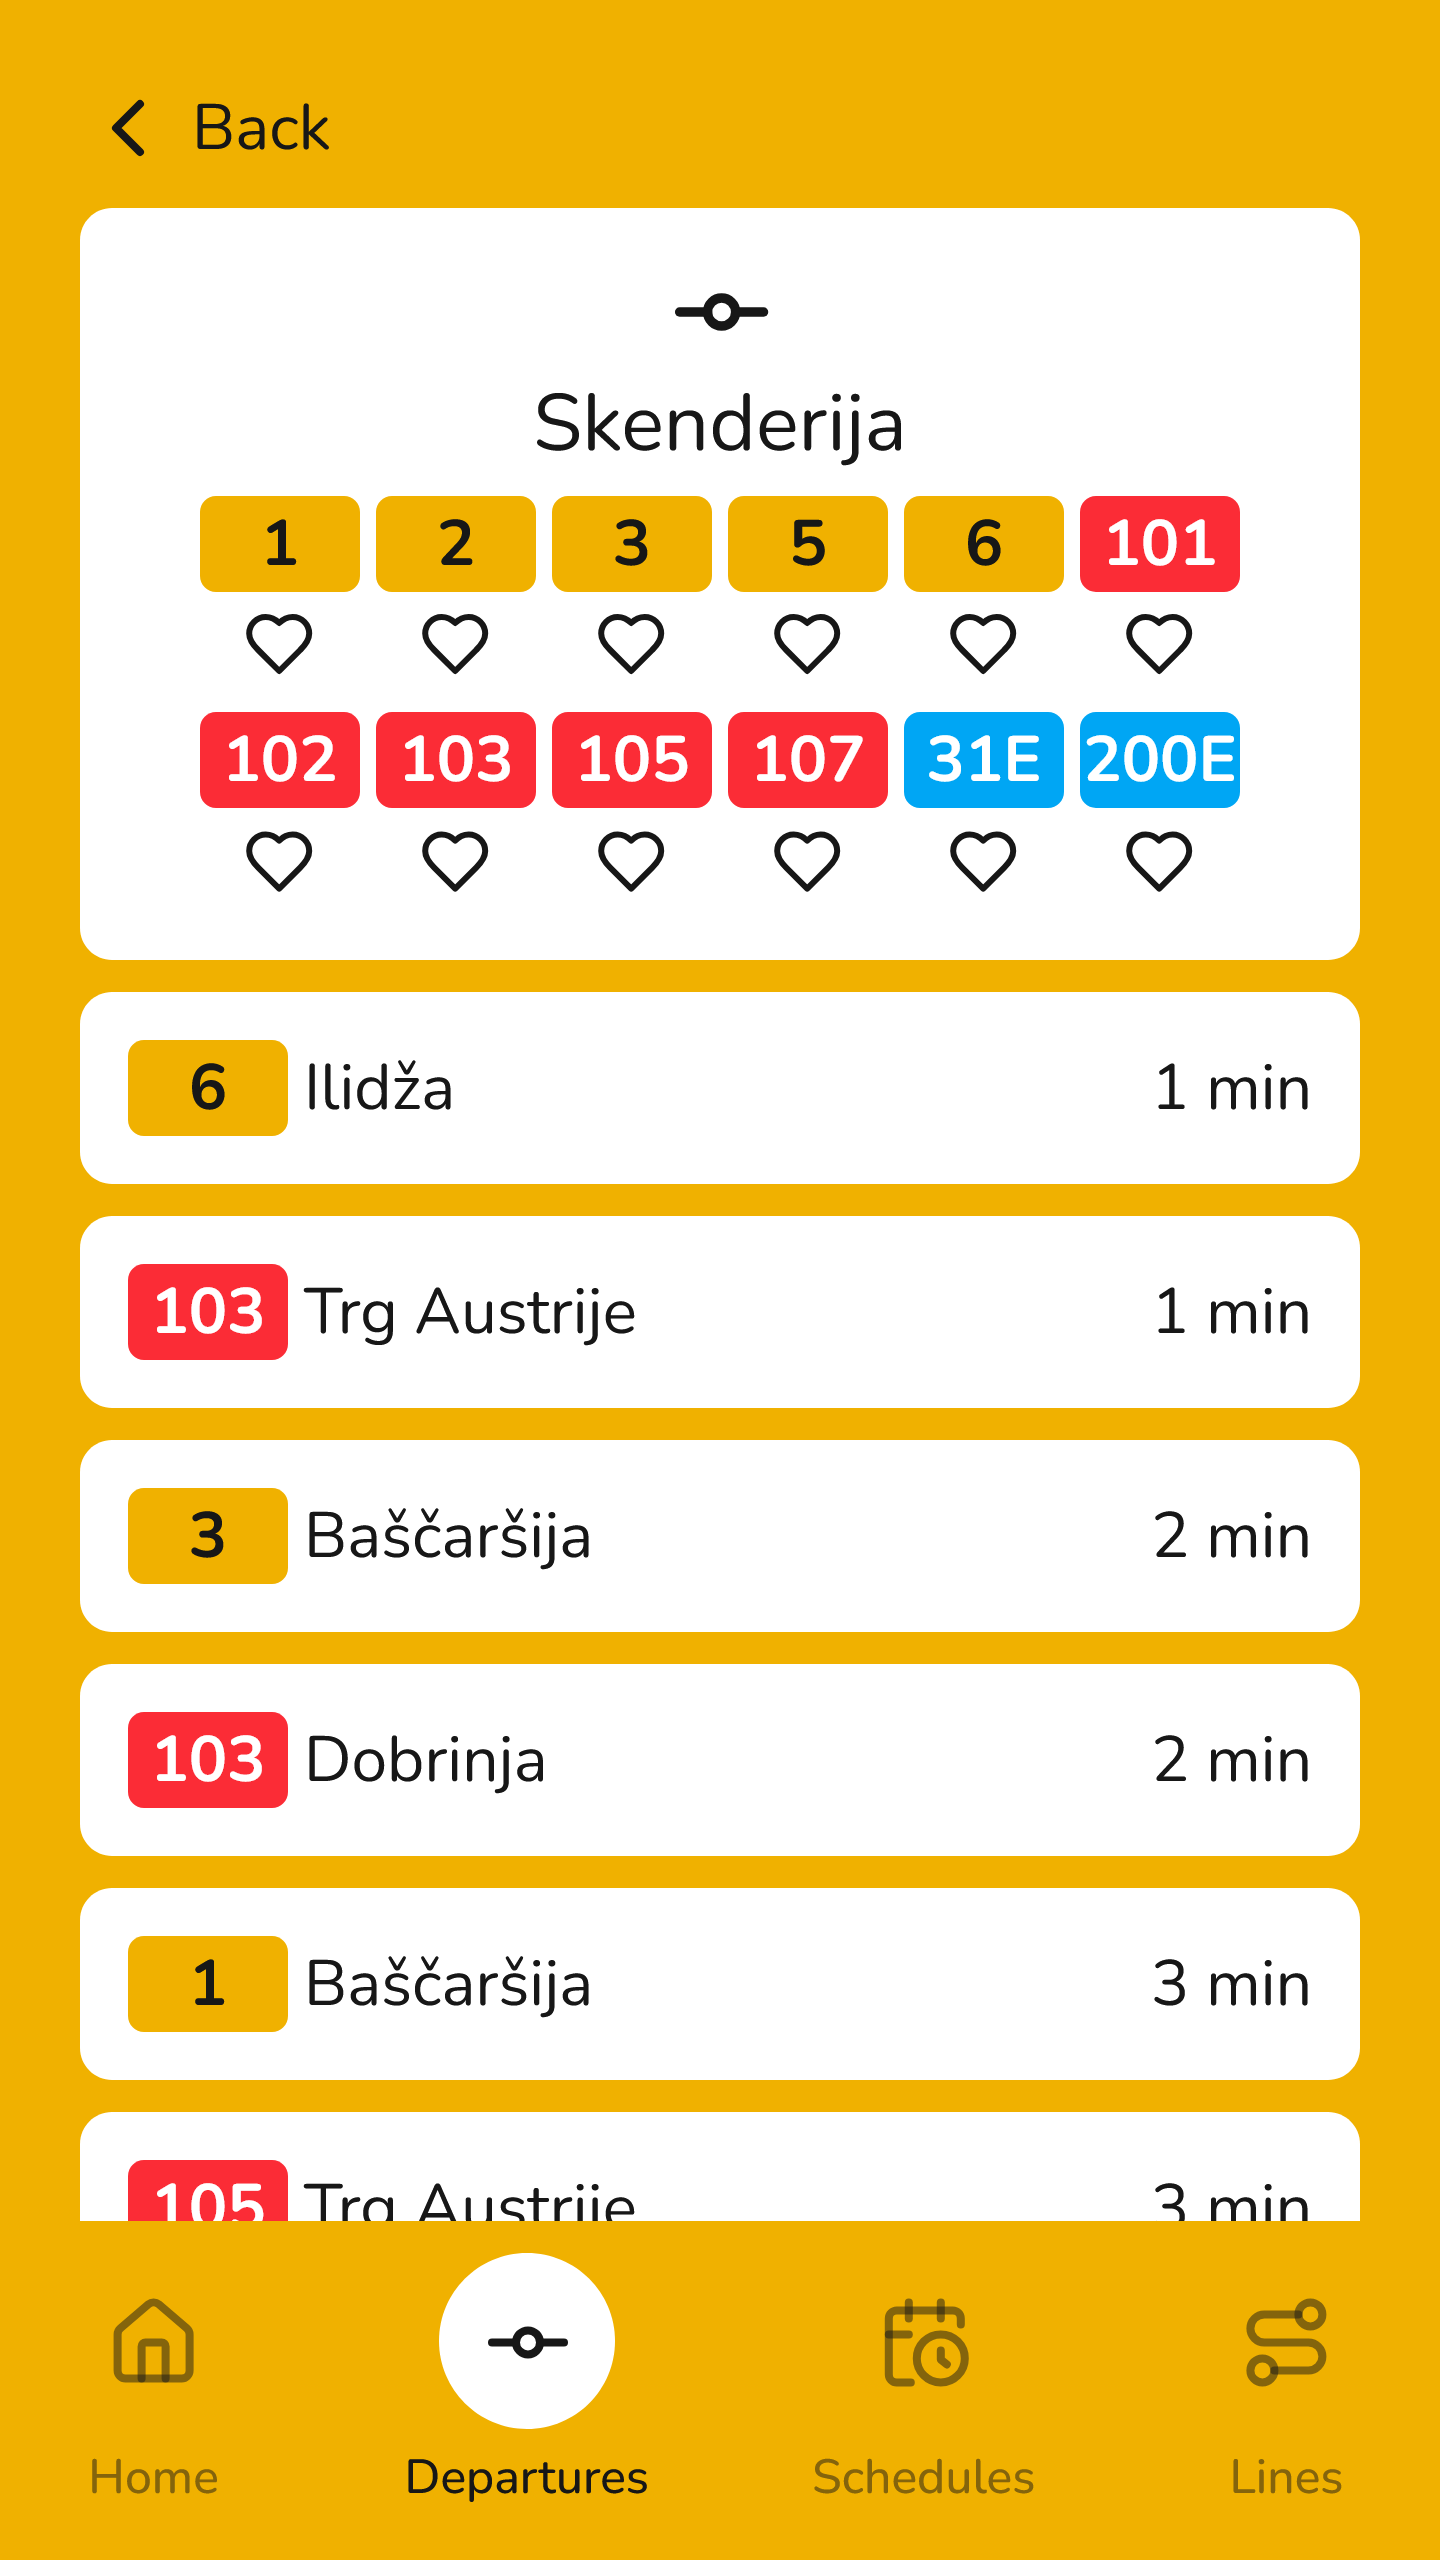 Back
Skenderija
1 2 3 5 6 101
102 103 105 107 31E 200E
6 Ilidža 1 min
103 Trg Austrije 1 min
3 Baščaršija 2 min
103 Dobrinja 2 min
1 Baščaršija 3 min
105 Trg Austrije 3 min
Home Departures Schedules Lines